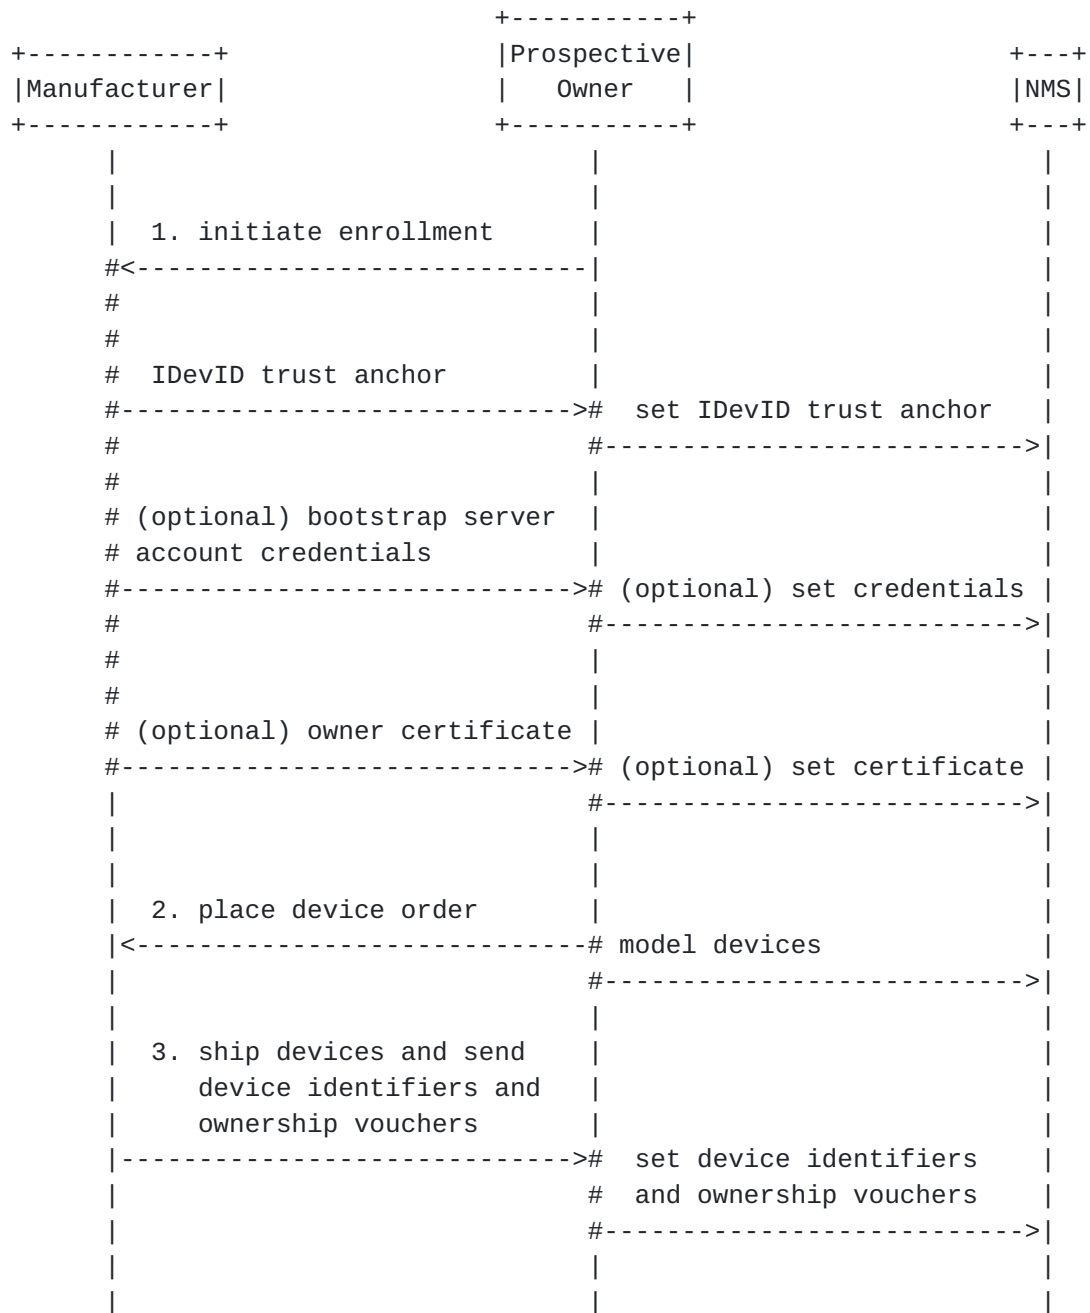 Prospective
Manufacturer Owner NMS
1. initiate enrollment
IDevID trust anchor
set IDevID trust anchor
(optional) bootstrap server
account credentials
(optional) set credentials
(optional) owner certificate
(optional) set certificate
2. place device order
model devices
3. ship devices and send
device identifiers and
ownership vouchers
set device identifiers
and ownership vouchers